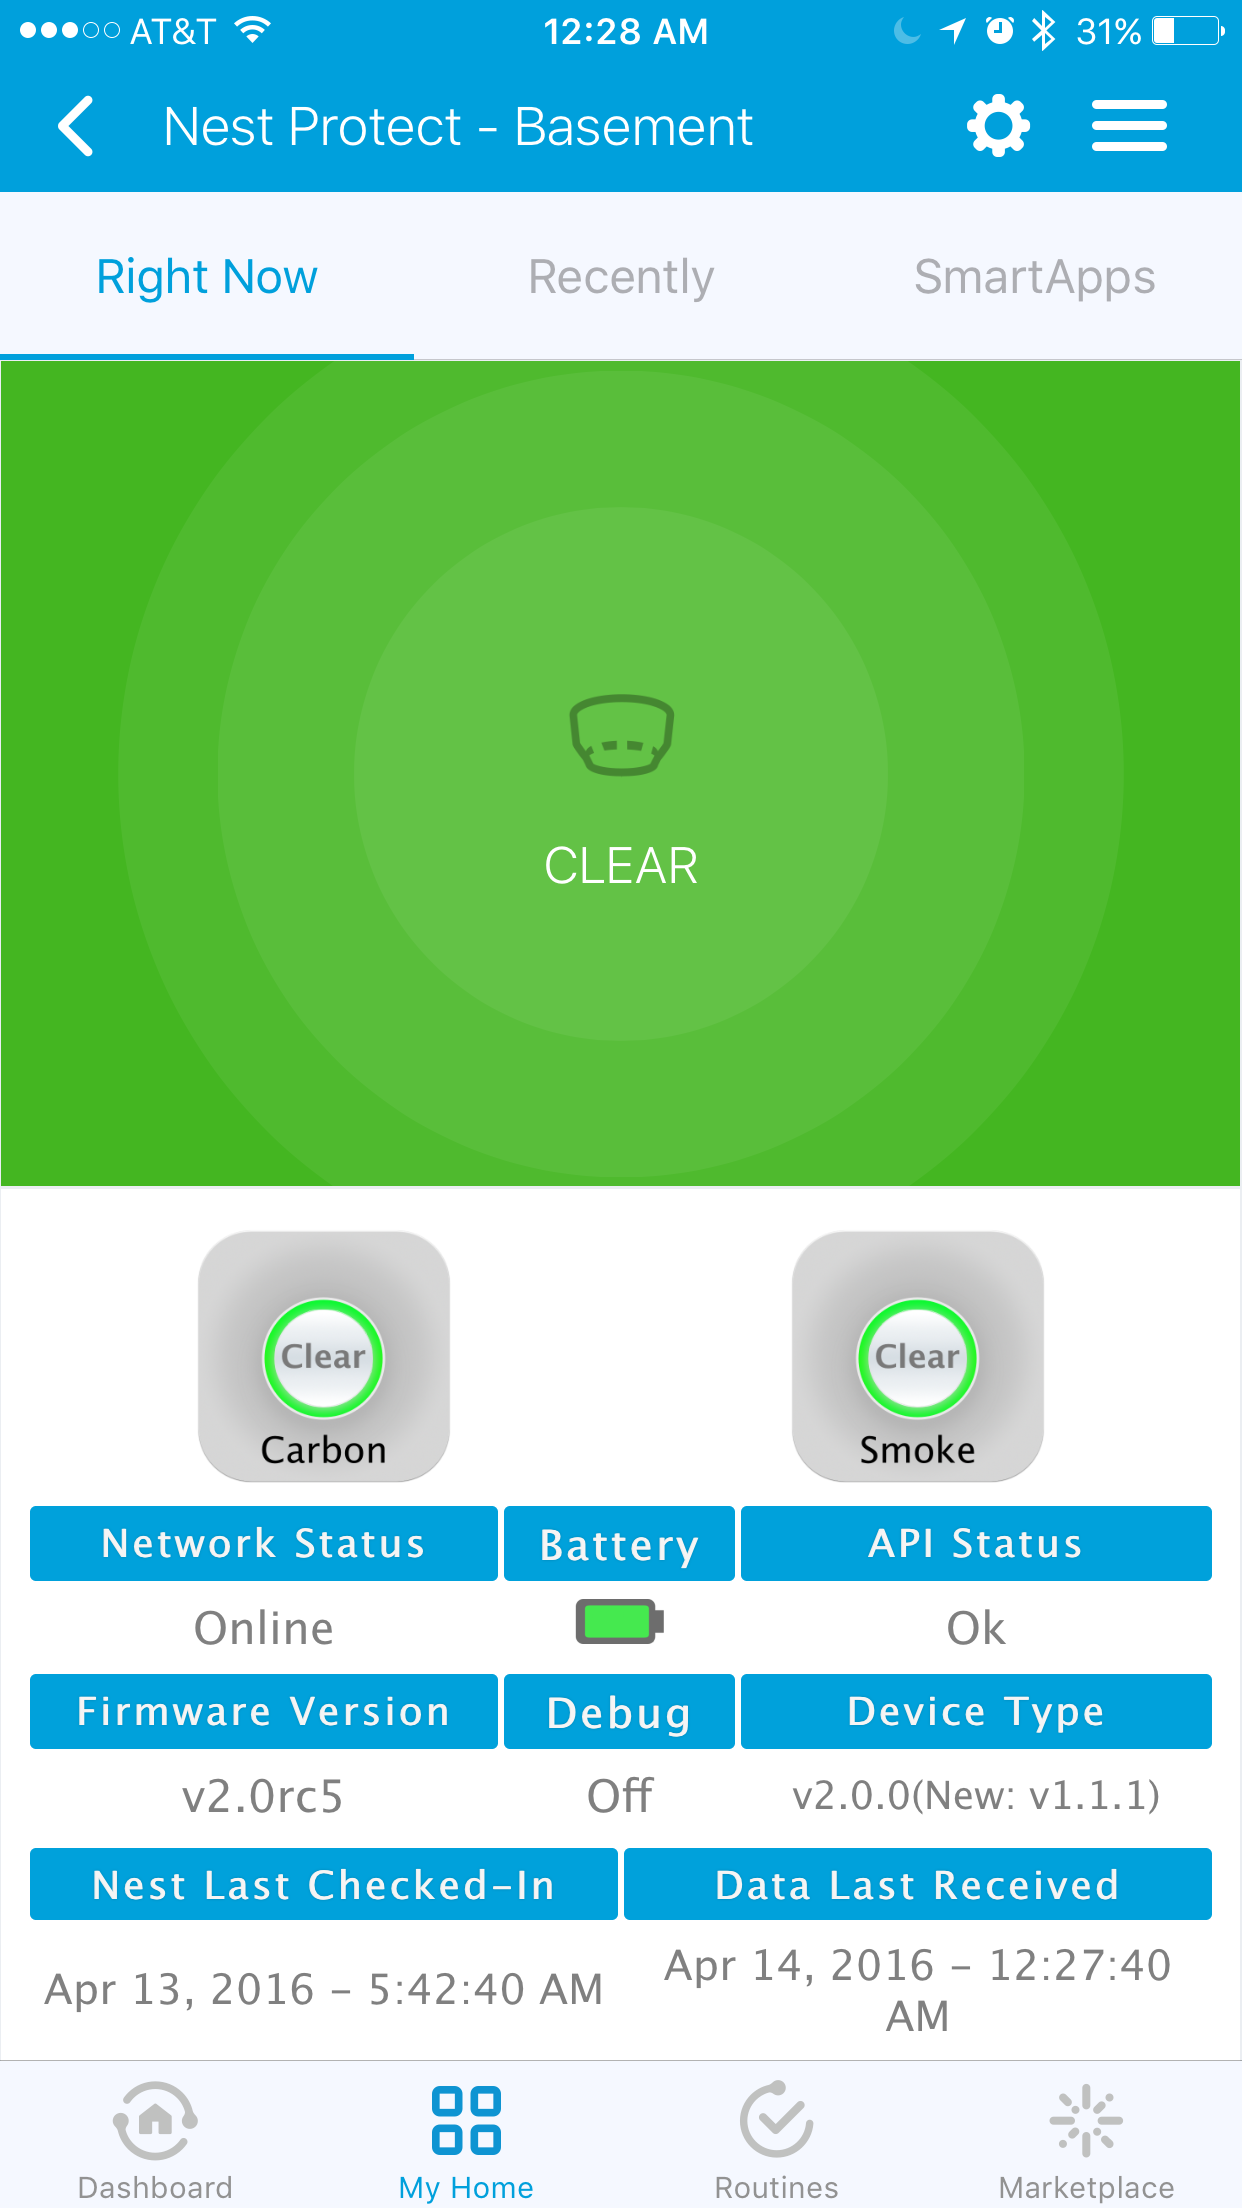 AT&T 12:28 AM 31%
Nest Protect - Basement
Right Now Recently SmartApps
CLEAR
Clear Clear
Carbon Smoke
Network Status Battery API Status
Online Ok
Firmware Version Debug Device Type
v2.0rc5 Off v2.0.0(New: v1.1.1)
Nest Last Checked-In Data Last Received
Apr 13, 2016 - 5:42:40 AM Apr 14, 2016 - 12:27:40
AM
Dashboard My Home Routines Marketplace